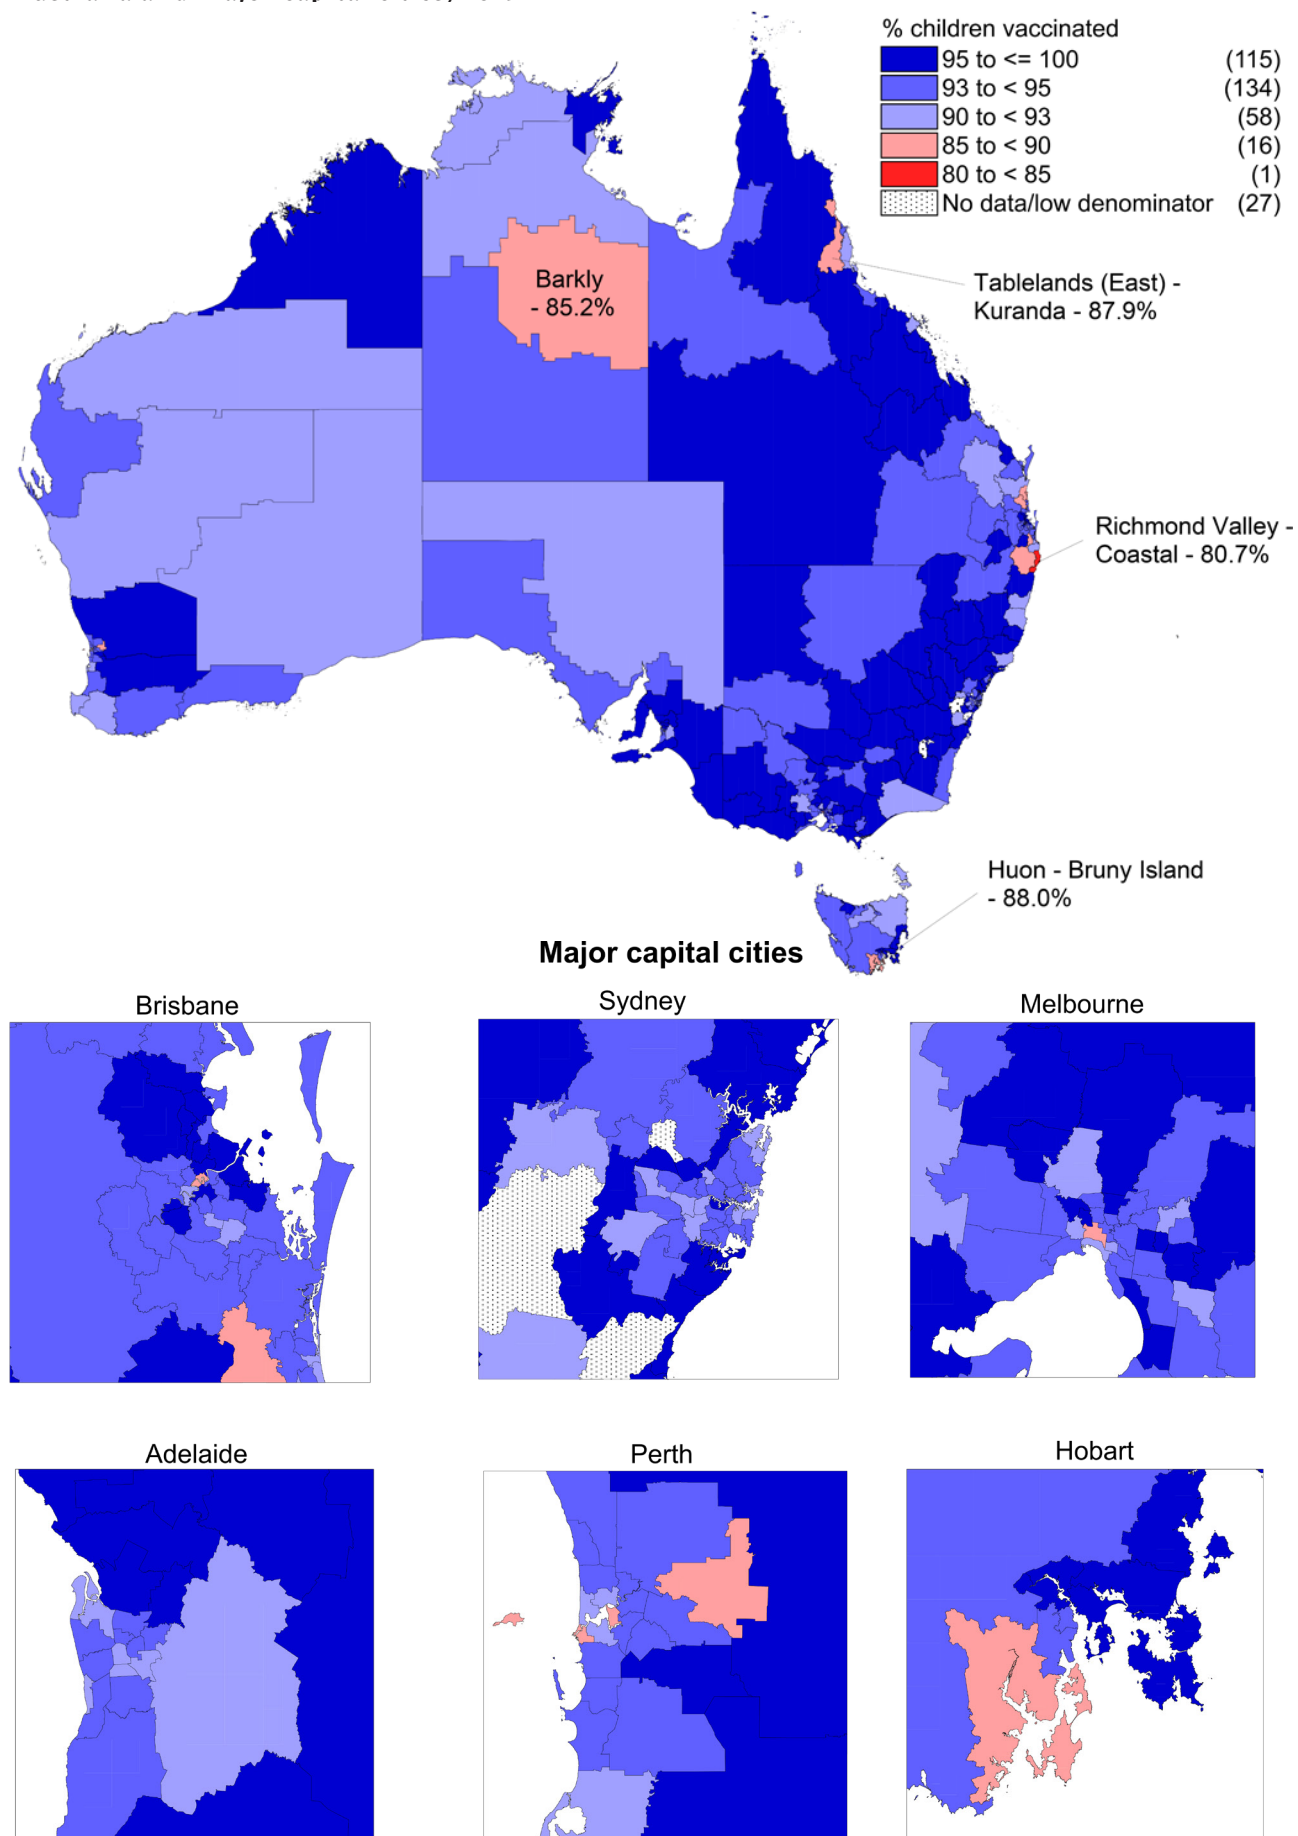 % children vaccinated
95 to <= 100 (115)
93 to < 95 (134)
90 to < 93 (58)
85 to < 90 (16)
80 to < 85 (1)
No data/low denominator (27)
Barkly
- 85.2%
Tablelands (East) -
Kuranda - 87.9%
Richmond Valley -
Coastal - 80.7%
Huon - Bruny Island
- 88.0%
Major capital cities
Brisbane
Sydney
Melbourne
Adelaide
Perth
Hobart